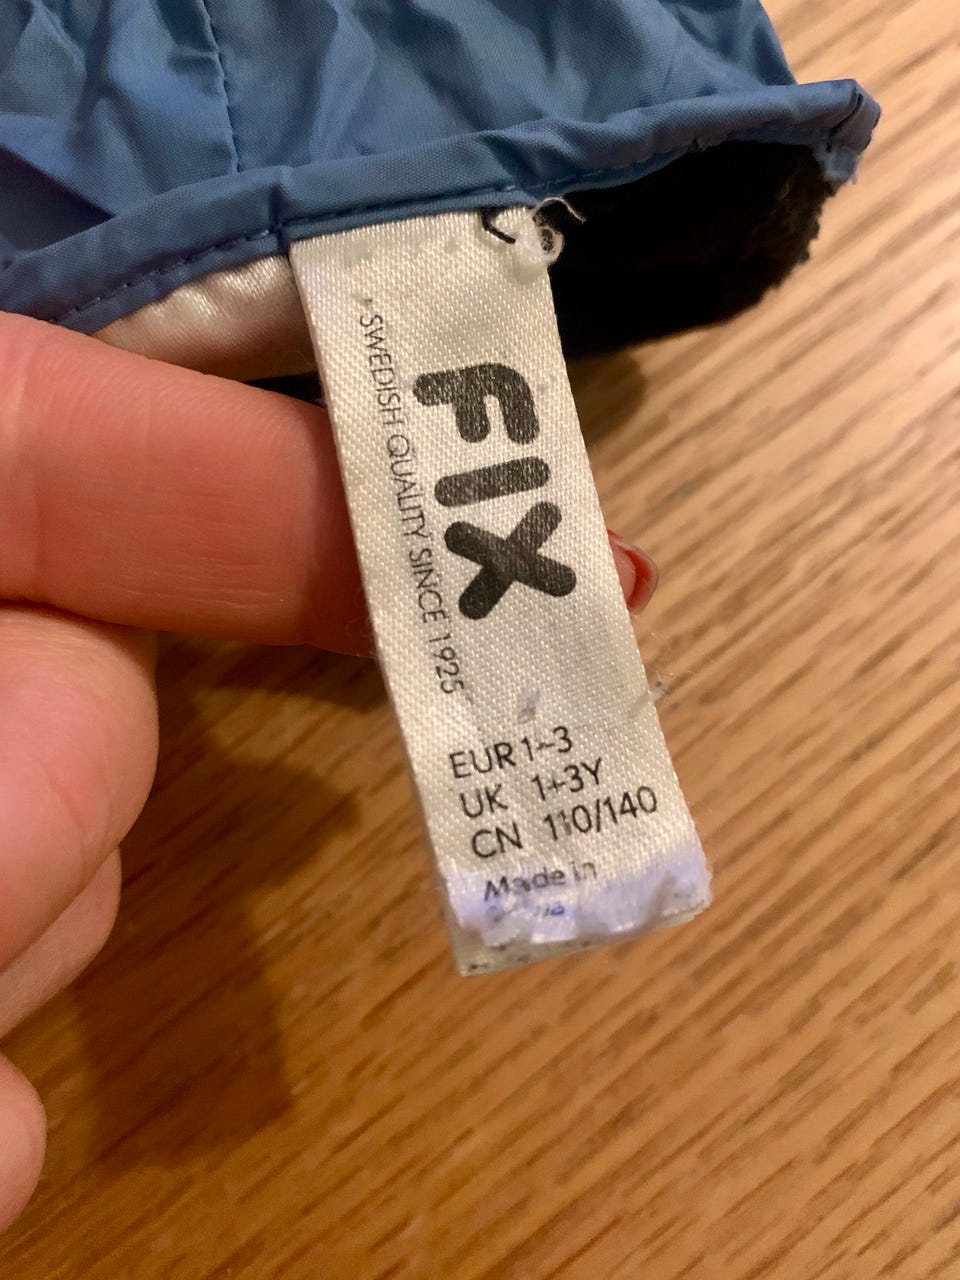 FIX
SWEDISH QUALITY SINCE 1925
EUR 1-3
UK 1-3Y
CN 110/140
Made in